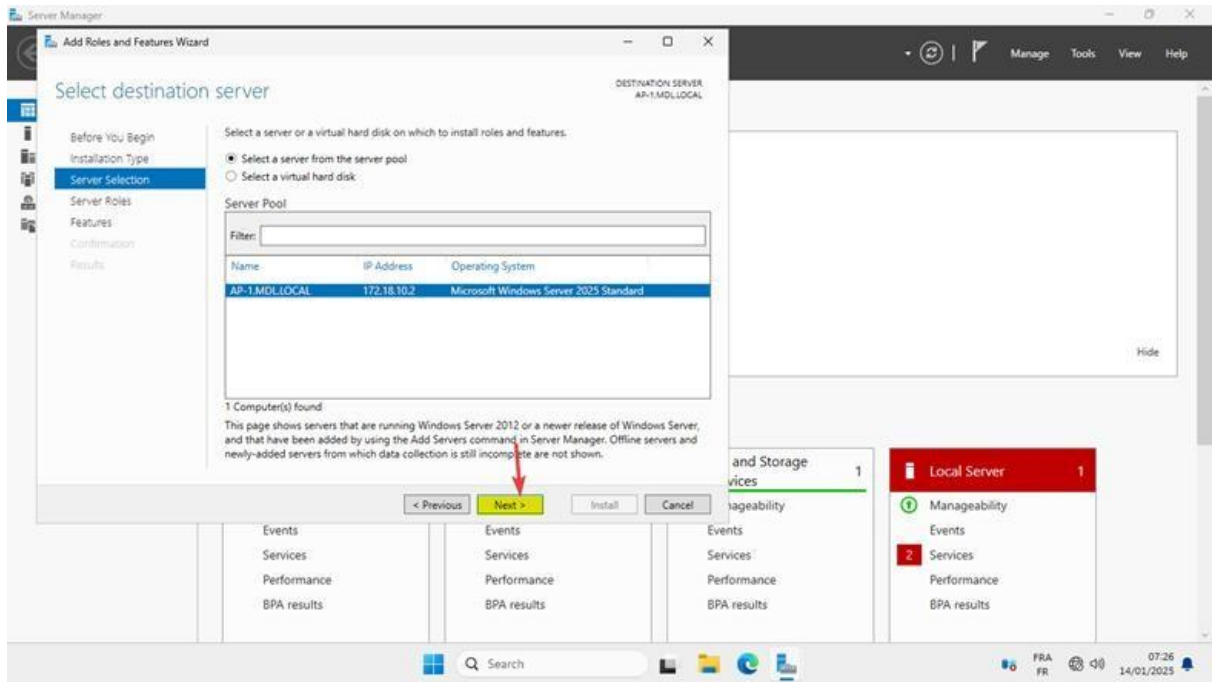 Server Manager
Add Roles and Features Wizard
Manage Tools View Help
Select destination server
DESTINATION SERVER
AP-1.MDL.LOCAL
Before You Begin
Installation Type
Server Selection
Server Roles
Features
Confirmation
Results
Select a server or a virtual hard disk on which to install roles and features.
Select a server from the server pool
Select a virtual hard disk
Server Pool
Filter:
Name IP Address Operating System
AP-1.MDL.LOCAL 172.18.10.2 Microsoft Windows Server 2025 Standard
1 Computer(s) found
This page shows servers that are running Windows Server 2012 or a newer release of Windows Server,
and that have been added by using the Add Servers command in Server Manager. Offline servers and
newly-added servers from which data collection is still incomplete are not shown.
< Previous Next > Install Cancel
Hide
Events
Services
Performance
BPA results
Events
Services
Performance
BPA results
and Storage 1
Events
Services
Performance
BPA results
Local Server 1
Manageability
Events
2 Services
Performance
BPA results
Search
FRA
FR
07:26
14/01/2025